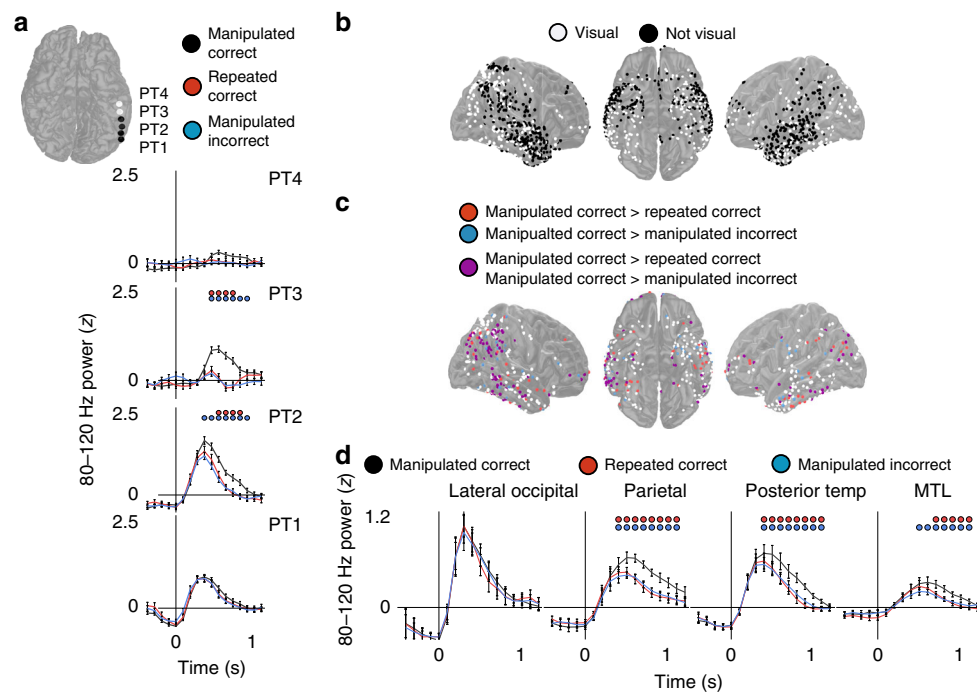 a
Manipulated
correct
Repeated
correct
Manipulated
incorrect
PT4
PT3
PT2
PT1
2.5
PT4
0
2.5
PT3
0
2.5
PT2
0
2.5
PT1
0
80–120 Hz power (z)
0
1
Time (s)
b
Visual
Not visual
c
Manipulated correct > repeated correct
Manipualted correct > manipulated incorrect
Manipulated correct > repeated correct
Manipulated correct > manipulated incorrect
d
Manipulated correct
Repeated correct
Manipulated incorrect
Lateral occipital
Parietal
Posterior temp
MTL
1.2
0
80–120 Hz power (z)
0
1
0
1
0
1
0
1
Time (s)